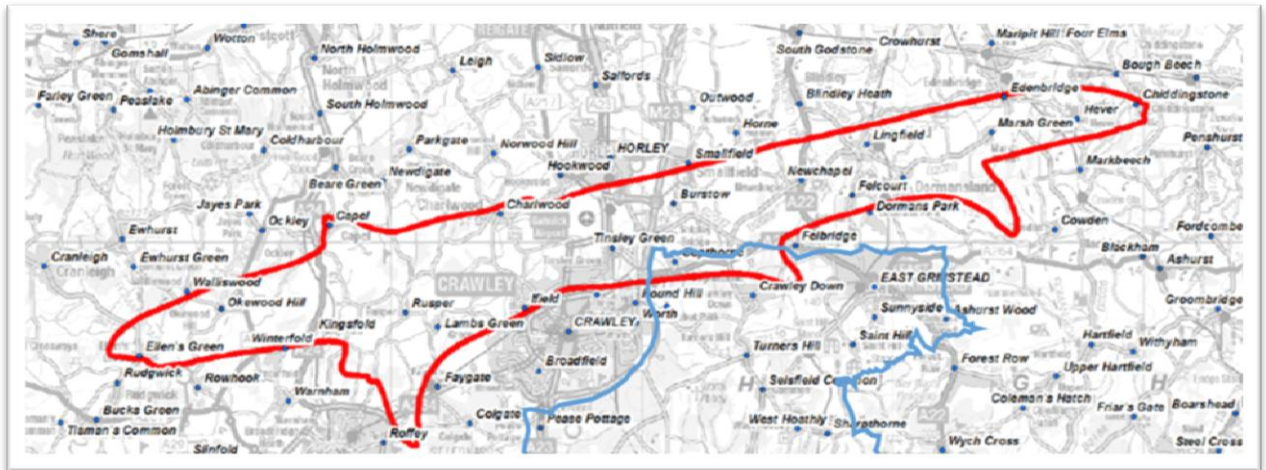 Shere
Gomshall
Wotton
North Holmwood
Leigh
Sidlow
Salfords
South Godstone
Crowhurst
Marlpit Hill
Four Elms
Bough Beech
Farley Green
Peaslake
Abinger Common
South Holmwood
A217
A23
M23
Outwood
Blindley Heath
Edenbridge
Hever
Chiddingstone
Holmbury St Mary
Coldharbour
Parkgate
Norwood Hill
HORLEY
Horne
Smallfield
Lingfield
Marsh Green
Penshurst
Beare Green
Newdigate
Hookwood
Burstow
Newchapel
Felcourt
Dormansland
Markbeech
Jayes Park
Ockley
Capel
Charlwood
A22
Dormans Park
Cowden
Fordcombe
Ewhurst
Cranleigh
Ewhurst Green
Tinsley Green
Copthorne
Felbridge
Blackham
Ashurst
Walliswood
Okewood Hill
CRAWLEY
Rusper
Ifield
Pound Hill
Crawley Down
EAST GRINSTEAD
Groombridge
Ellen's Green
Winterfold
Kingsfold
Lambs Green
CRAWLEY
Worth
Sunnyside
Ashurst Wood
Saint Hill
Hartfield
Withyham
Rudgwick
Rowhook
Warnham
Faygate
Broadfield
Turners Hill
Forest Row
Upper Hartfield
Bucks Green
Tisman's Common
Slinfold
Roffey
Colgate
Pease Pottage
Selsfield Common
West Hoathly
Sharpthorne
Coleman's Hatch
Friar's Gate
Boarshead
Wych Cross
Steel Cross